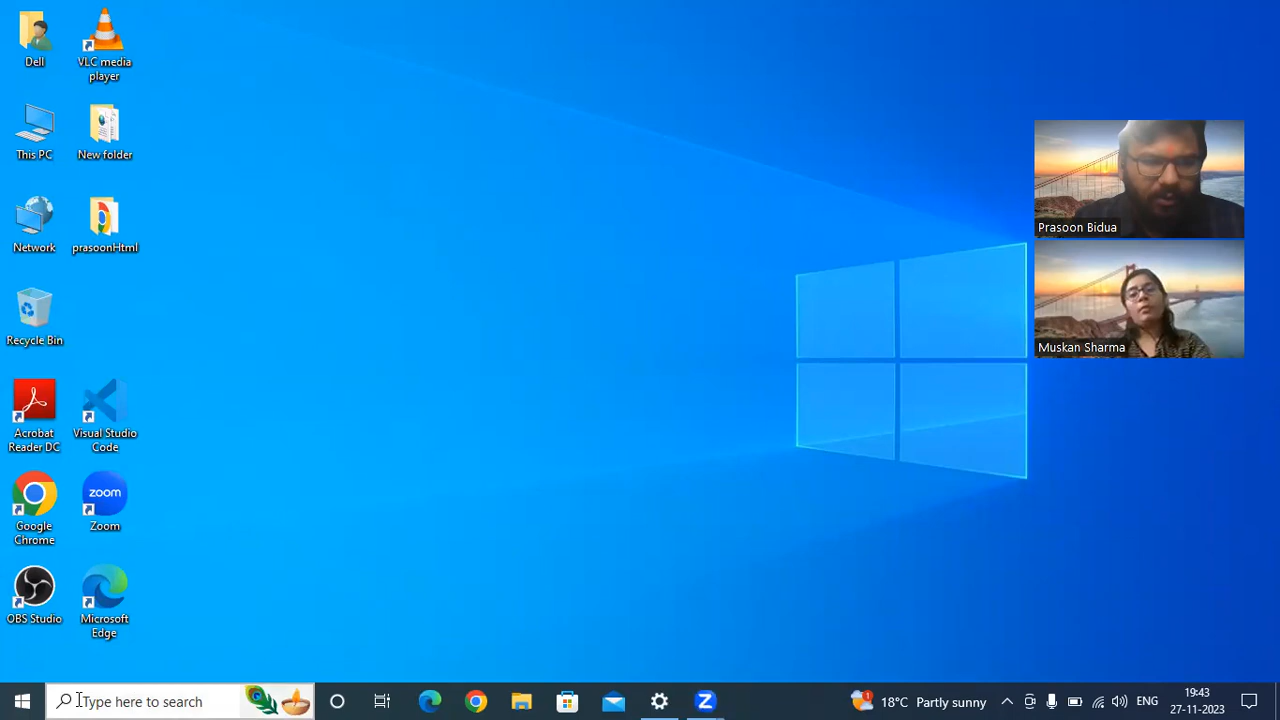 Dell
VLC media
player
This PC
New folder
Network
prasoonHtml
Recycle Bin
Acrobat
Reader DC
Visual Studio
Code
Google
Chrome
zoom
Zoom
OBS Studio
Microsoft
Edge
Prasoon Bidua
Muskan Sharma
Type here to search
Z
1
18°C Partly sunny
ENG
19:43
27-11-2023